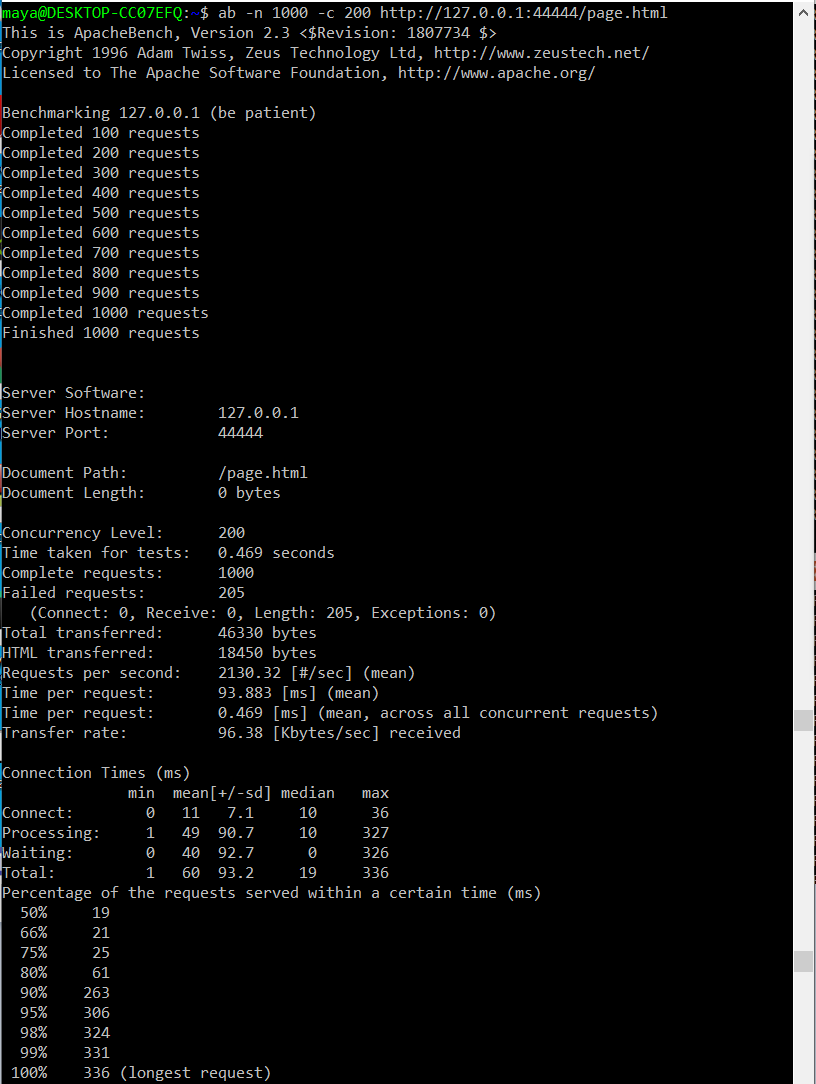 maya@DESKTOP-CC07EFQ:~$ ab -n 1000 -c 200 http://127.0.0.1:44444/page.html
This is ApacheBench, Version 2.3 <$Revision: 1807734 $>
Copyright 1996 Adam Twiss, Zeus Technology Ltd, http://www.zeustech.net/
Licensed to The Apache Software Foundation, http://www.apache.org/

Benchmarking 127.0.0.1 (be patient)
Completed 100 requests
Completed 200 requests
Completed 300 requests
Completed 400 requests
Completed 500 requests
Completed 600 requests
Completed 700 requests
Completed 800 requests
Completed 900 requests
Completed 1000 requests
Finished 1000 requests


Server Software:
Server Hostname:        127.0.0.1
Server Port:            44444

Document Path:          /page.html
Document Length:        0 bytes

Concurrency Level:      200
Time taken for tests:   0.469 seconds
Complete requests:      1000
Failed requests:        205
   (Connect: 0, Receive: 0, Length: 205, Exceptions: 0)
Total transferred:      46330 bytes
HTML transferred:       18450 bytes
Requests per second:    2130.32 [#/sec] (mean)
Time per request:       93.883 [ms] (mean)
Time per request:       0.469 [ms] (mean, across all concurrent requests)
Transfer rate:          96.38 [Kbytes/sec] received

Connection Times (ms)
              min  mean[+/-sd] median   max
Connect:        0   11   7.1     10      36
Processing:     1   49  90.7     10     327
Waiting:        0   40  92.7      0     326
Total:          1   60  93.2     19     336
Percentage of the requests served within a certain time (ms)
  50%     19
  66%     21
  75%     25
  80%     61
  90%    263
  95%    306
  98%    324
  99%    331
 100%    336 (longest request)